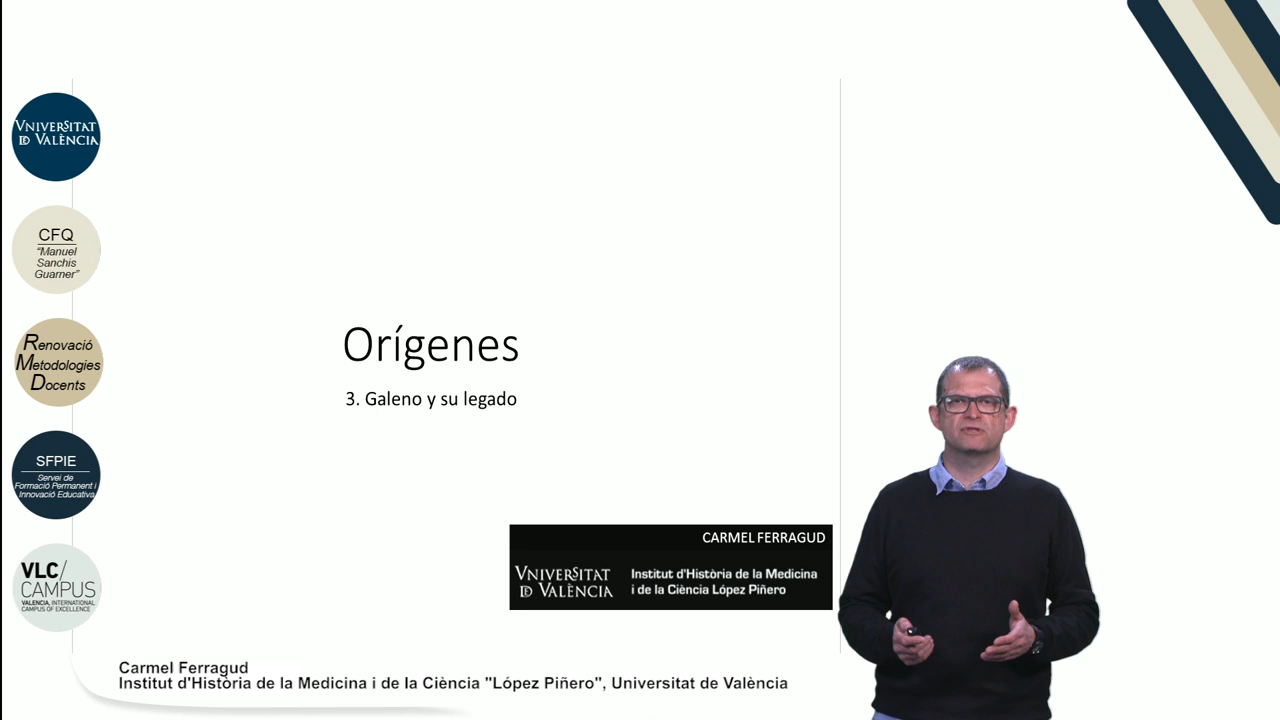 VNIVERSITAT
DE VALÈNCIA
CFQ
“Manuel
Sanchis
Guarner”
Renovació
Metodologies
Docents
SFPIE
Servei de
Formació Permanent i
Innovació Educativa
VLC/
CAMPUS
VALENCIA, INTERNATIONAL
CAMPUS OF EXCELLENCE
Orígenes
3. Galeno y su legado
CARMEL FERRAGUD
VNIVERSITAT
DE VALÈNCIA
Institut d'Història de la Medicina
i de la Ciència López Piñero
Carmel Ferragud
Institut d'Història de la Medicina i de la Ciència "López Piñero", Universitat de València